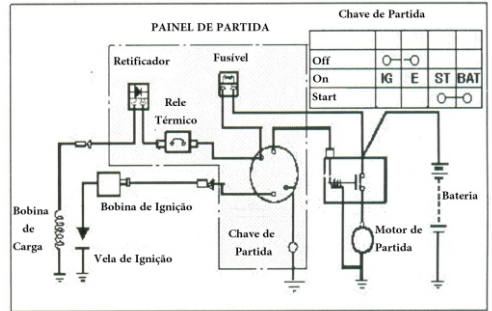 Chave de Partida
PAINEL DE PARTIDA
Retificador
Fusível
Off
On IG E ST BAT
Start
Rele
Térmico
Bobina de Ignição
Bobina
de
Carga
Vela de Ignição
Chave de
Partida
Motor de
Partida
Bateria